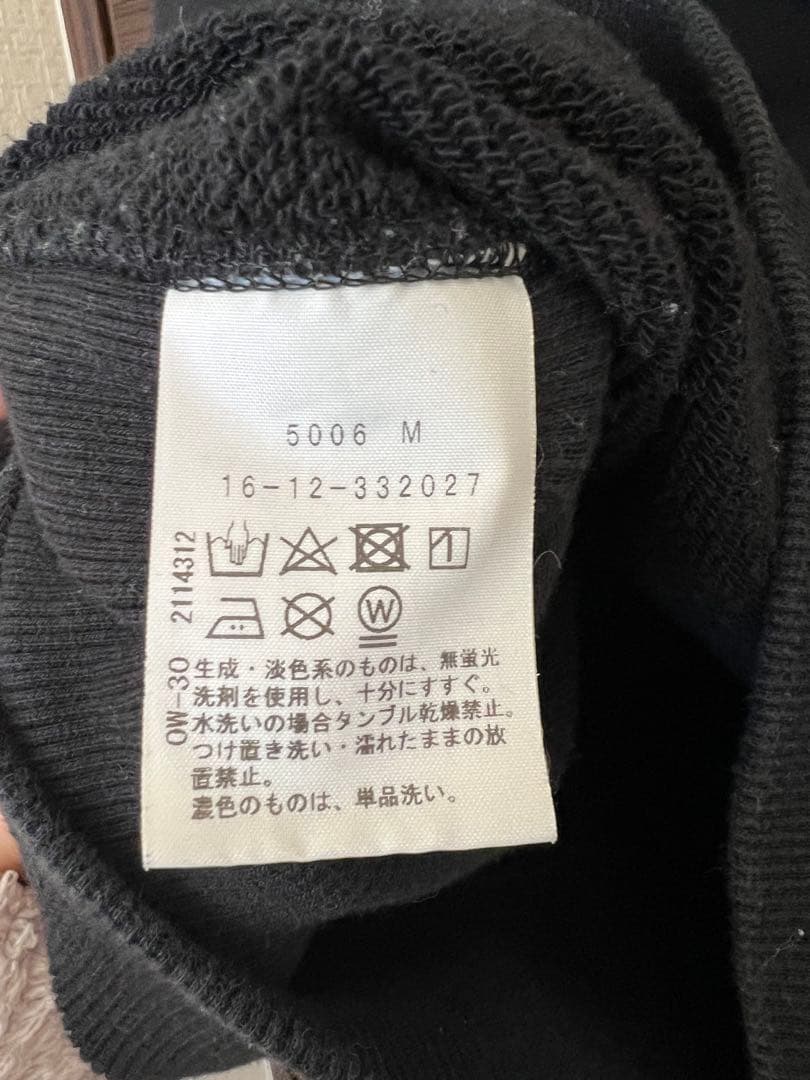 5006 M
16-12-332027
2114312
W
OW-30
生成・淡色系のものは、無蛍光
洗剤を使用し、十分にすすぐ。
水洗いの場合タンブル乾燥禁止。
つけ置き洗い・濡れたままの放
置禁止。
濃色のものは、単品洗い。